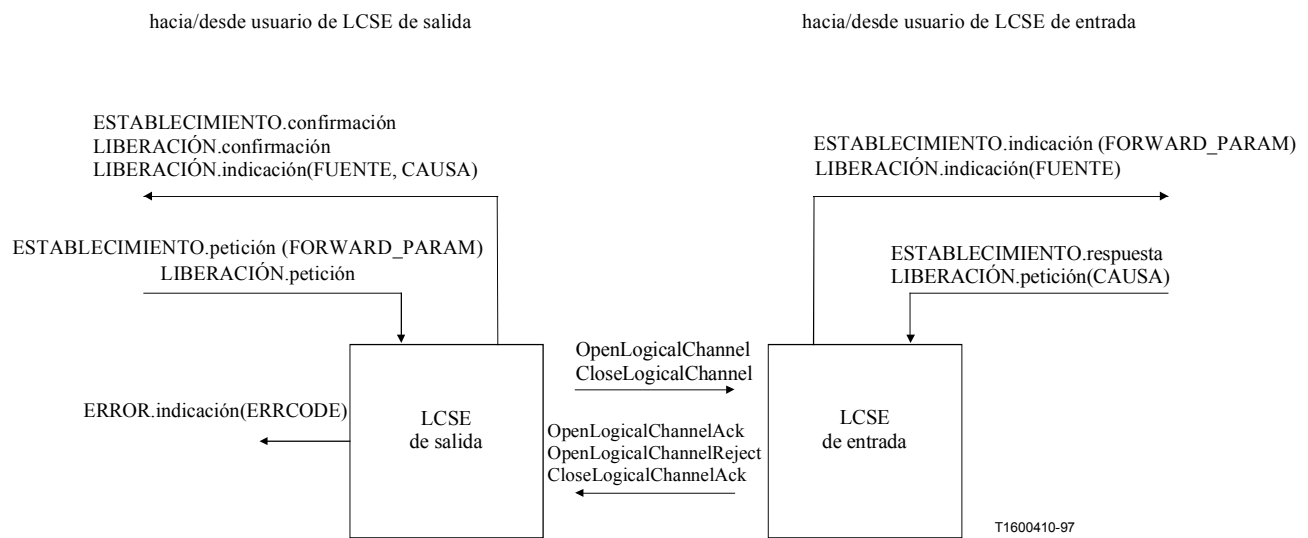 hacia/desde usuario de LCSE de salida
hacia/desde usuario de LCSE de entrada
ESTABLECIMIENTO.confirmación
LIBERACIÓN.confirmación
LIBERACIÓN.indicación(FUENTE, CAUSA)
ESTABLECIMIENTO.indicación (FORWARD_PARAM)
LIBERACIÓN.indicación(FUENTE)
ESTABLECIMIENTO.petición (FORWARD_PARAM)
LIBERACIÓN.petición
ESTABLECIMIENTO.respuesta
LIBERACIÓN.petición(CAUSA)
OpenLogicalChannel
CloseLogicalChannel
ERROR.indicación(ERRCODE)
LCSE
de salida
OpenLogicalChannelAck
OpenLogicalChannelReject
CloseLogicalChannelAck
LCSE
de entrada
T1600410-97